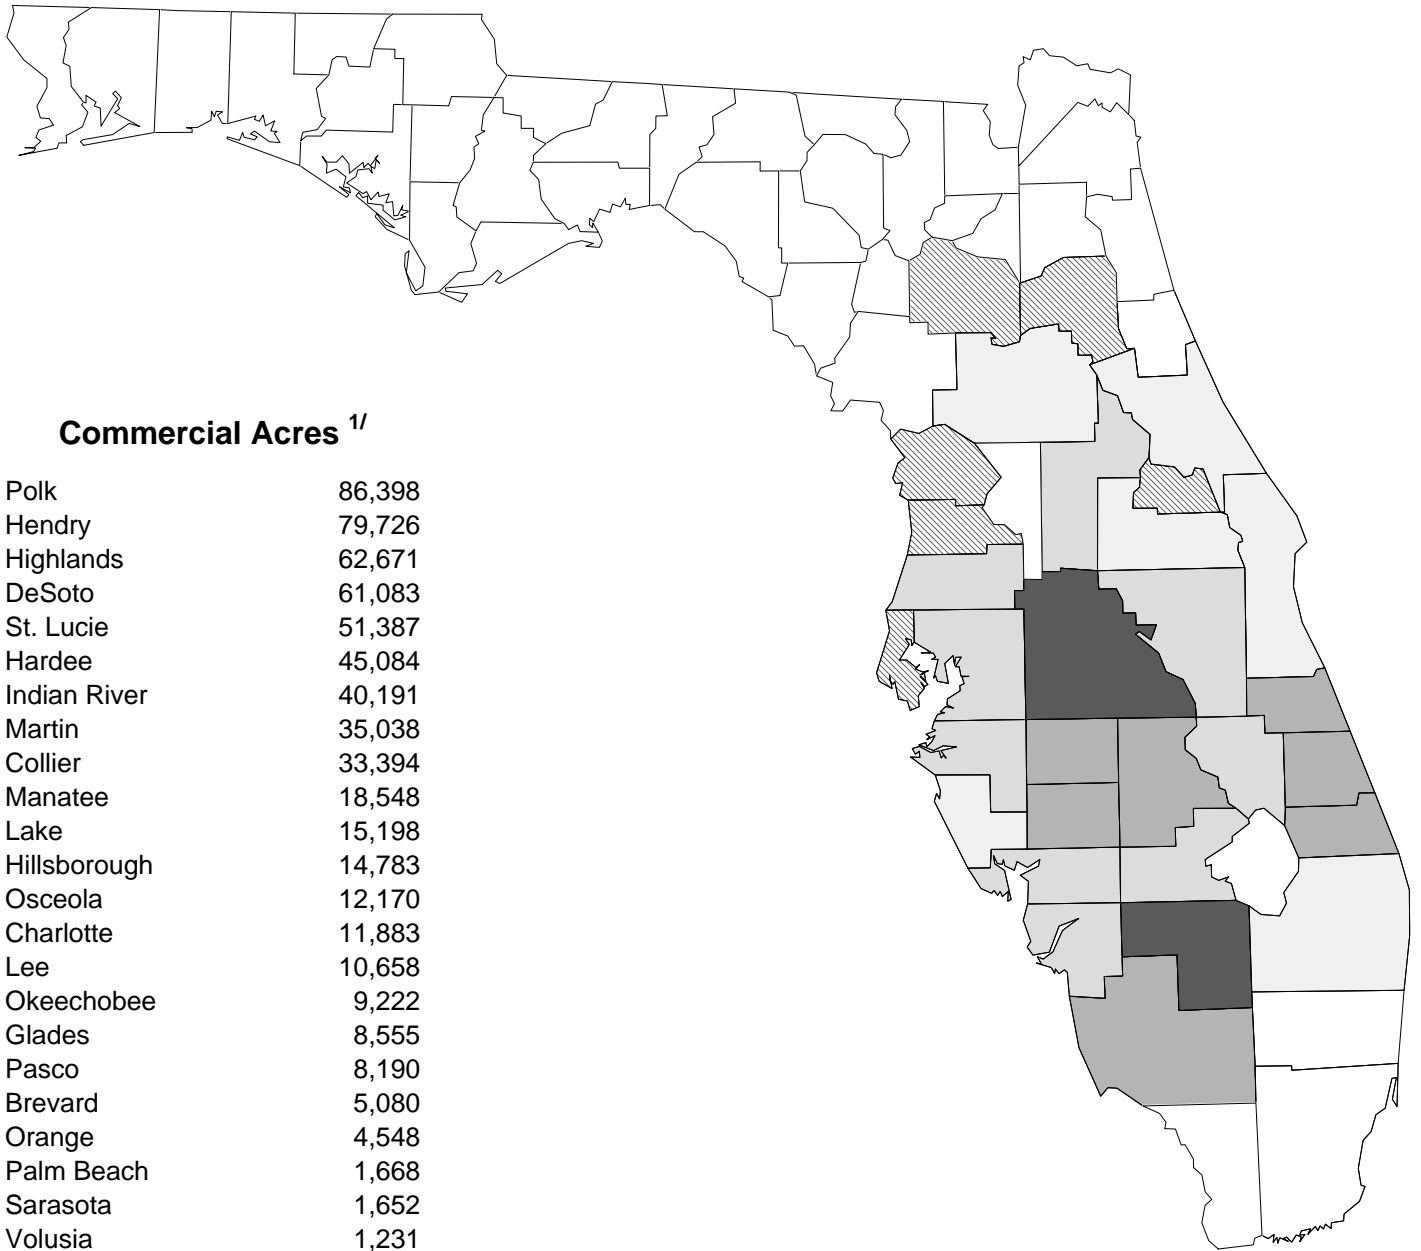 Commercial Acres 1/
Polk 86,398
Hendry 79,726
Highlands 62,671
DeSoto 61,083
St. Lucie 51,387
Hardee 45,084
Indian River 40,191
Martin 35,038
Collier 33,394
Manatee 18,548
Lake 15,198
Hillsborough 14,783
Osceola 12,170
Charlotte 11,883
Lee 10,658
Okeechobee 9,222
Glades 8,555
Pasco 8,190
Brevard 5,080
Orange 4,548
Palm Beach 1,668
Sarasota 1,652
Volusia 1,231